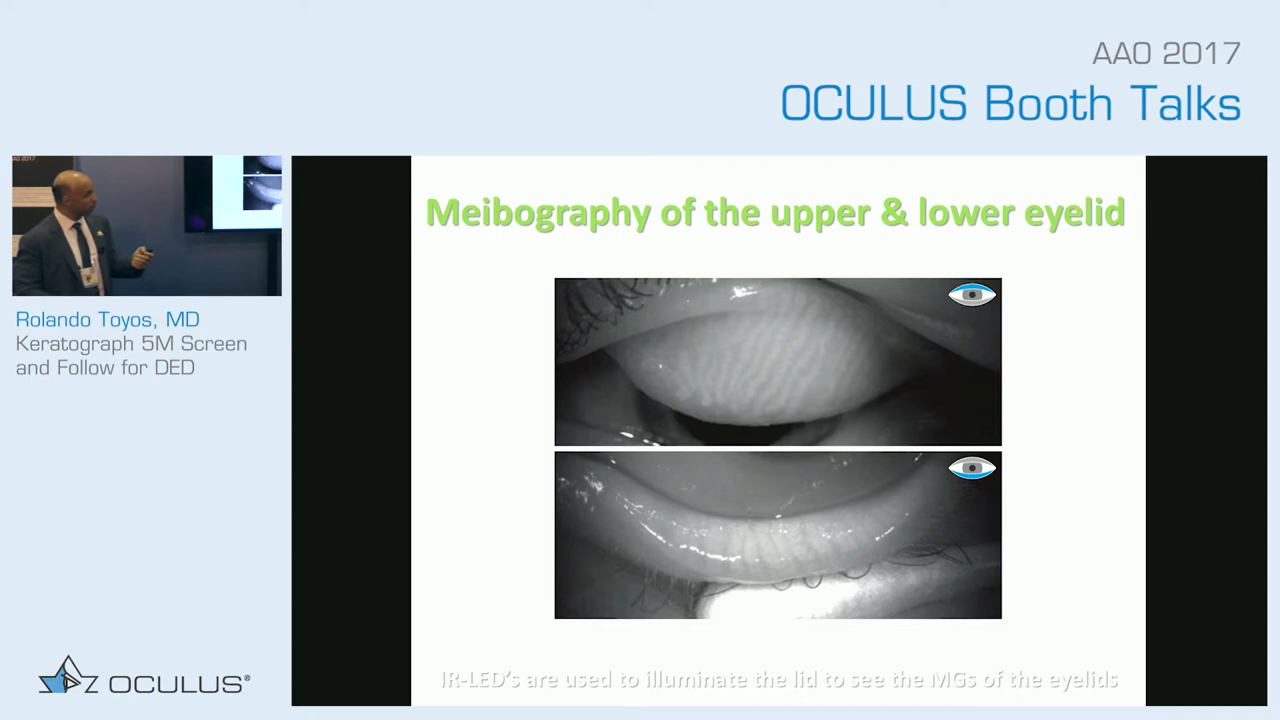 AAO 2017
OCULUS Booth Talks
Rolando Toyos, MD
Keratograph 5M Screen
and Follow for DED
Meibography of the upper & lower eyelid
IR-LED's are used to illuminate the lid to see the MGs of the eyelids
OCULUS®